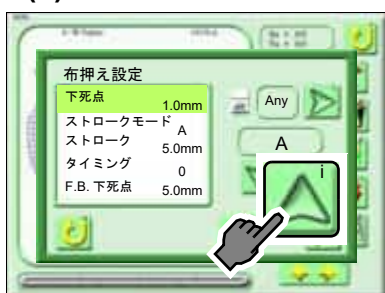 布押え設定
下死点 1.0mm
ストロークモード A
ストローク 5.0mm
タイミング 0
F.B. 下死点 5.0mm
Any
A
i